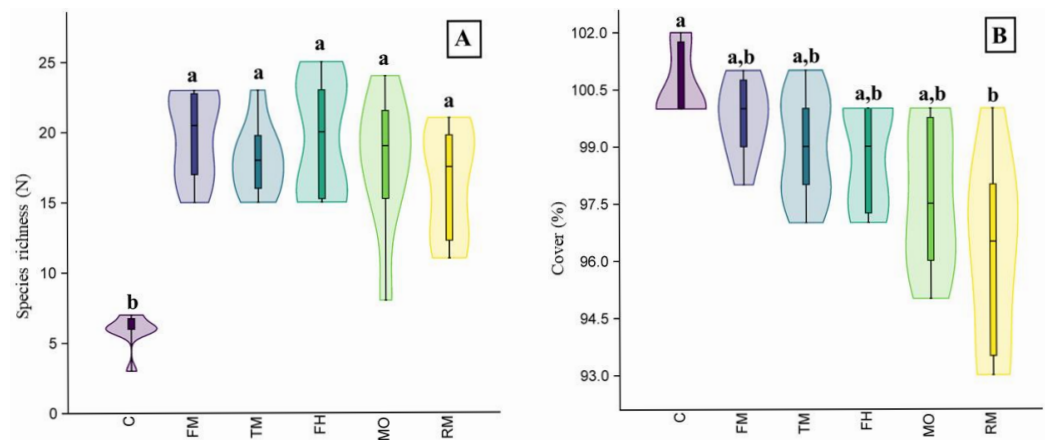 A
Species richness (N)
25
20
15
10
5
0
b
a
a
a
a
a
C
FM
TM
FH
MO
RM
B
Cover (%)
102.0
100.5
99.0
97.5
96.0
94.5
93.0
a
a,b
a,b
a,b
a,b
b
C
FM
TM
FH
MO
RM